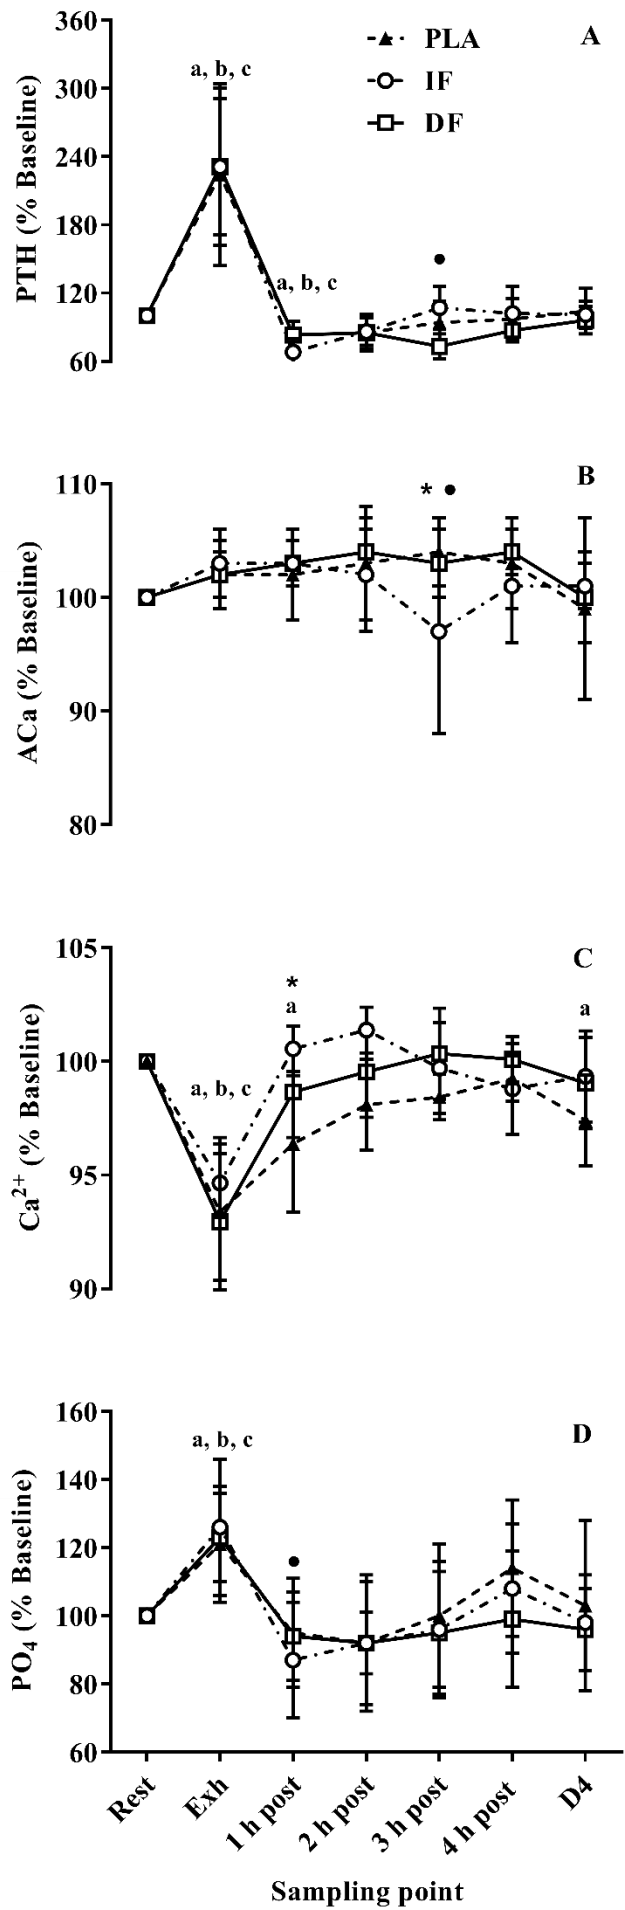 A
PLA
IF
DF
PTH (% Baseline)
360
300
240
180
120
60
a, b, c
a, b, c
•
B
ACa (% Baseline)
110
100
90
80
* •
C
Ca²⁺ (% Baseline)
105
100
95
90
a, b, c
*
a
a
D
PO₄ (% Baseline)
160
140
120
100
80
60
a, b, c
•
Rest
Exh
1 h post
2 h post
3 h post
4 h post
D4
Sampling point